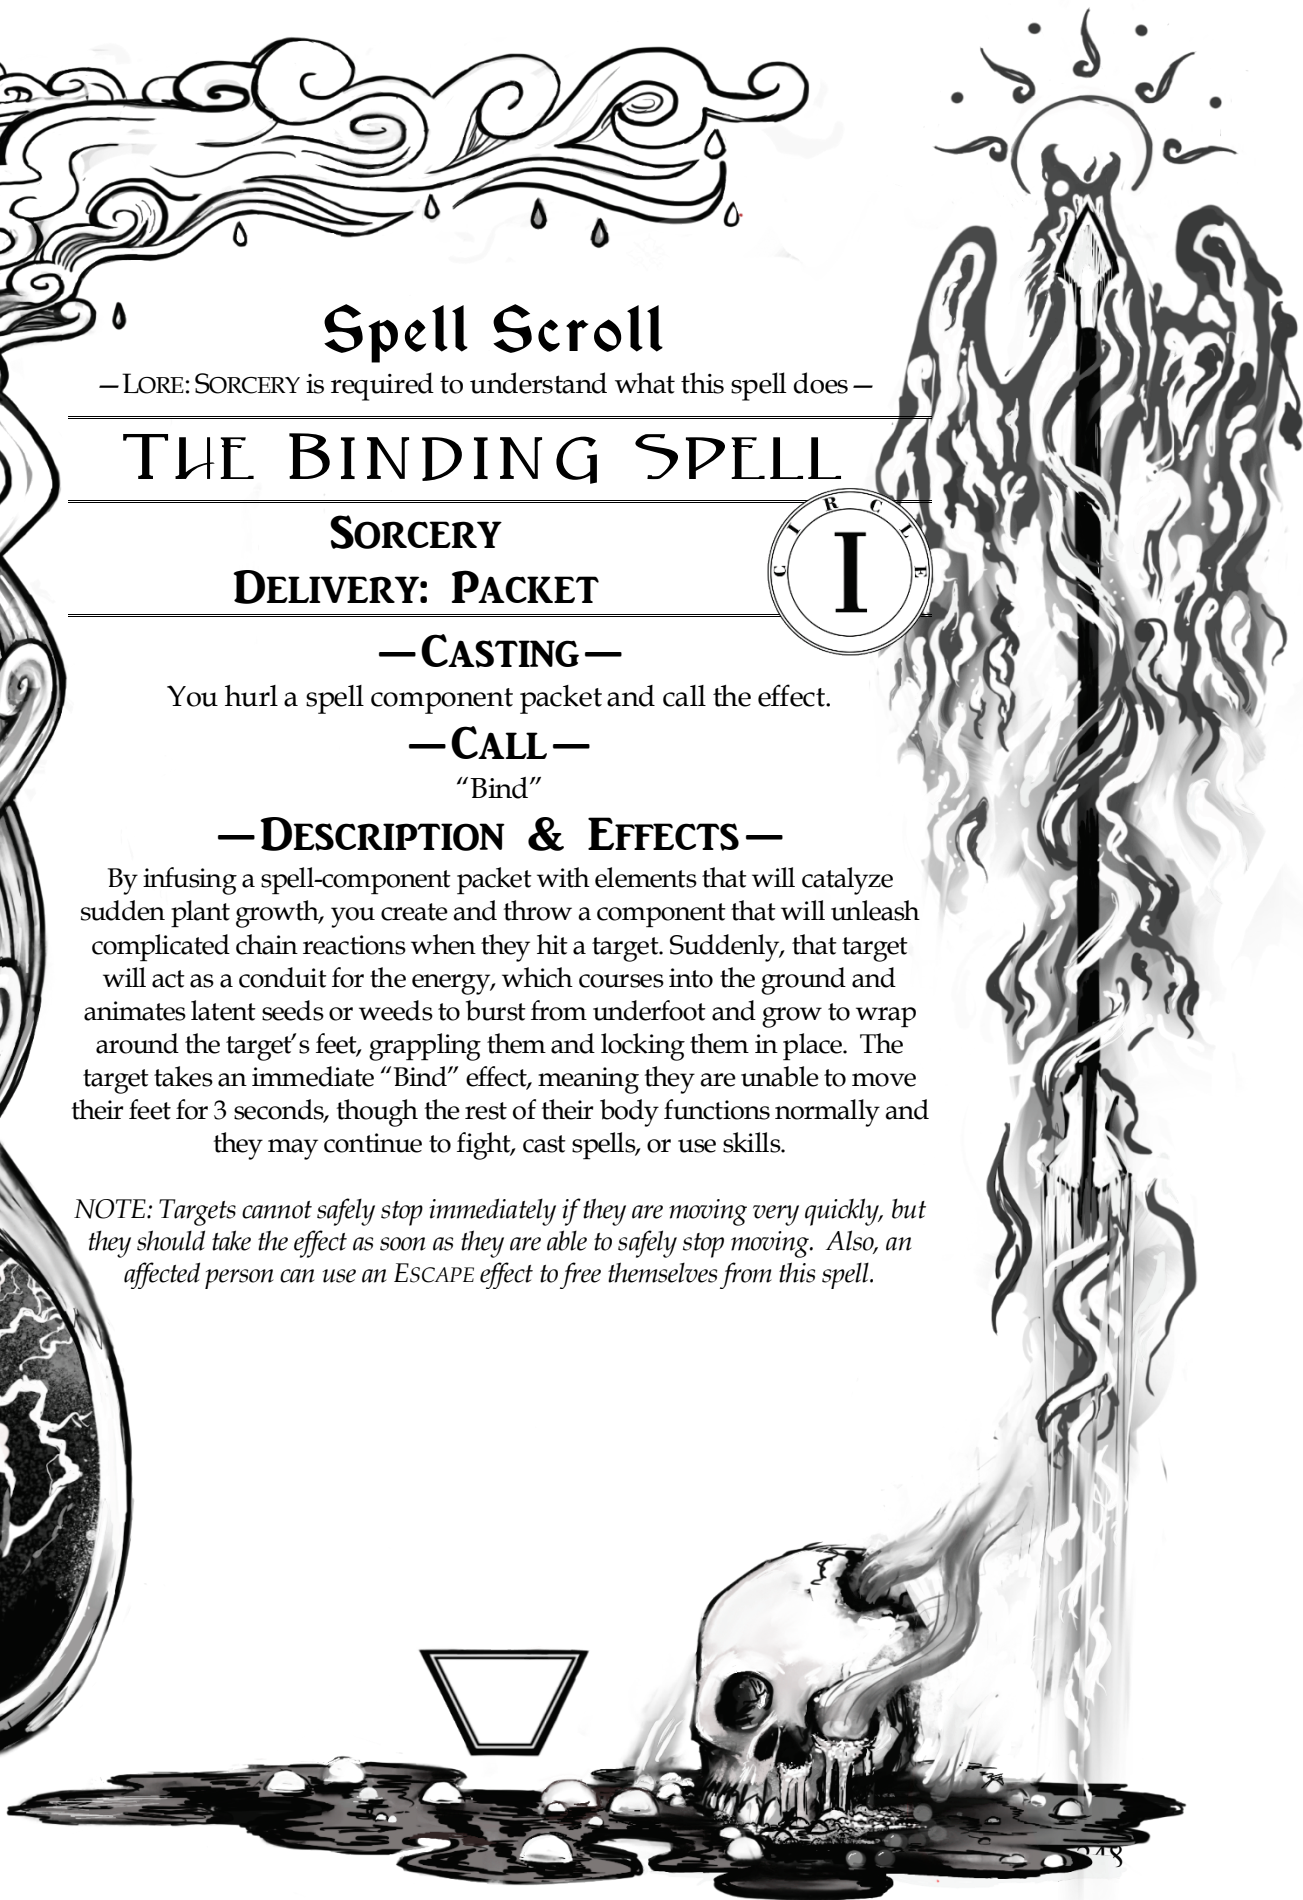 Spell Scroll
—LORE: SORCERY is required to understand what this spell does—
THE BINDING SPELL
SORCERY
DELIVERY: PACKET
CIRCLE
I
—CASTING—
You hurl a spell component packet and call the effect.
—CALL—
“Bind”
—DESCRIPTION & EFFECTS—
By infusing a spell-component packet with elements that will catalyze
sudden plant growth, you create and throw a component that will unleash
complicated chain reactions when they hit a target. Suddenly, that target
will act as a conduit for the energy, which courses into the ground and
animates latent seeds or weeds to burst from underfoot and grow to wrap
around the target’s feet, grappling them and locking them in place.  The
target takes an immediate “Bind” effect, meaning they are unable to move
their feet for 3 seconds, though the rest of their body functions normally and
they may continue to fight, cast spells, or use skills.
NOTE: Targets cannot safely stop immediately if they are moving very quickly, but
they should take the effect as soon as they are able to safely stop moving.  Also, an
affected person can use an ESCAPE effect to free themselves from this spell.